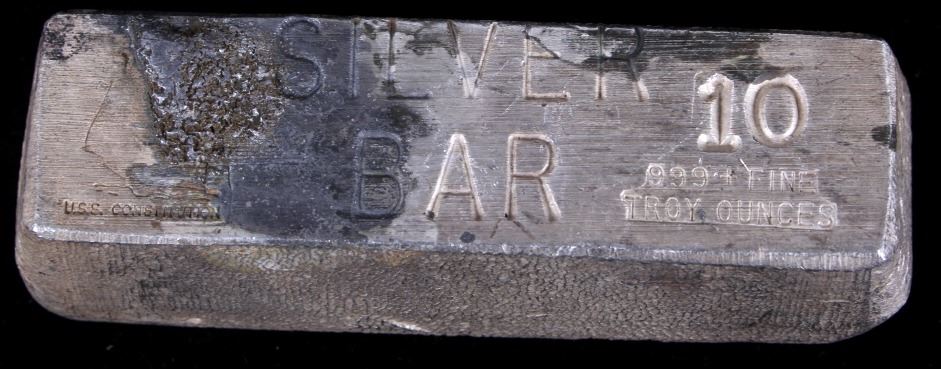 SILVER
BAR
10
.999+ FINE
TROY OUNCES
U.S.S. CONSTITUTION